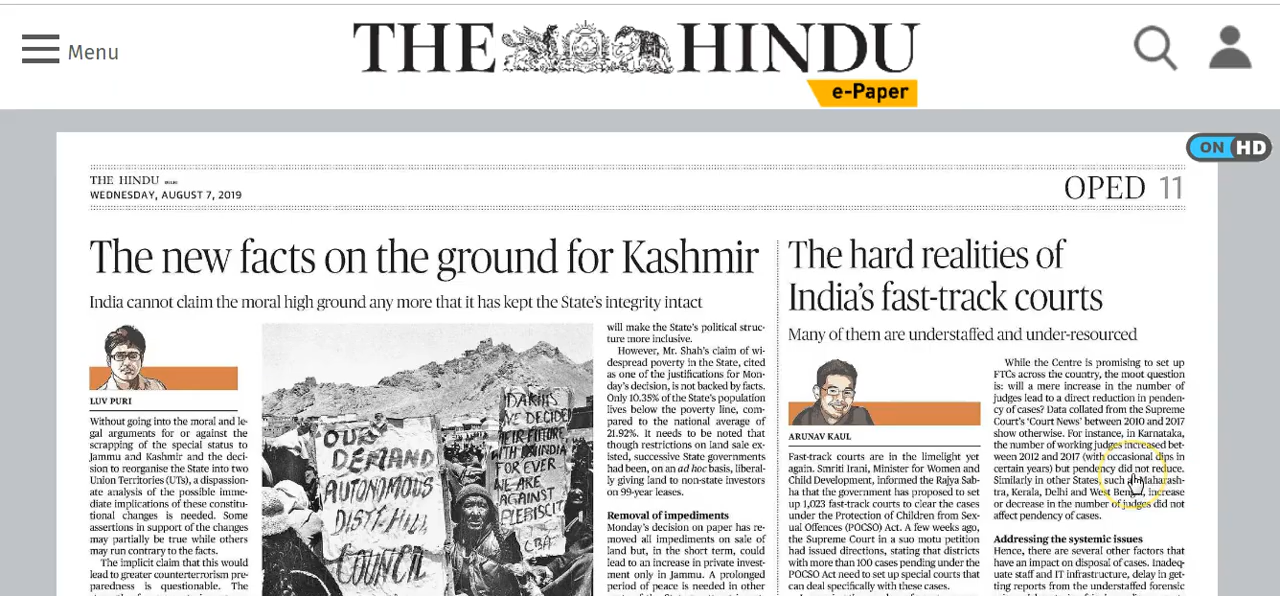 Menu
THE HINDU
e-Paper
ON HD
THE HINDU
WEDNESDAY, AUGUST 7, 2019
OPED 11
The new facts on the ground for Kashmir
India cannot claim the moral high ground any more that it has kept the State's integrity intact
LUV PURI
Without going into the moral and le-
gal arguments for or against the
scrapping of the special status to
Jammu and Kashmir and the deci-
sion to reorganise the State into two
Union Territories (UTs), a dispassion-
ate analysis of the possible imme-
diate implications of these constitu-
tional changes is needed. Some
assertions in support of the changes
may partially be true while others
may run contrary to the facts.
The implicit claim that this would
lead to greater counterterrorism pre-
paredness is questionable. The
OUR
DEMAND
AUTONOMOUS
DISTT. HILL
COUNCIL
DARHIS
WE DECIDED
THEIR FUTURE
WITH INDIA
FOR EVER
WE ARE
AGAINST
PLEBISCIT
will make the State's political struc-
ture more inclusive.
However, Mr. Shah's claim of wi-
despread poverty in the State, cited
as one of the justifications for Mon-
day's decision, is not backed by facts.
Only 10.35% of the State's population
lives below the poverty line, com-
pared to the national average of
21.92%. It needs to be noted that
though restrictions on land sale ex-
isted, successive State governments
had been, on an ad hoc basis, liberal-
ly giving land to non-state investors
on 99-year leases.
Removal of impediments
Monday's decision on paper has re-
moved all impediments on sale of
land but, in the short term, could
lead to an increase in private invest-
ment only in Jammu. A prolonged
period of peace is needed in other
The hard realities of
India's fast-track courts
Many of them are understaffed and under-resourced
ARUNAV KAUL
Fast-track courts are in the limelight yet
again. Smriti Irani, Minister for Women and
Child Development, informed the Rajya Sab-
ha that the government has proposed to set
up 1,023 fast-track courts to clear the cases
under the Protection of Children from Sex-
ual Offences (POCSO) Act. A few weeks ago,
the Supreme Court in a suo motu petition
had issued directions, stating that districts
with more than 100 cases pending under the
POCSO Act need to set up special courts that
can deal specifically with these cases.
While the Centre is promising to set up
FTCs across the country, the moot question
is: will a mere increase in the number of
judges lead to a direct reduction in penden-
cy of cases? Data collated from the Supreme
Court's 'Court News' between 2010 and 2017
show otherwise. For instance, in Karnataka,
the number of working judges increased bet-
ween 2012 and 2017 (with occasional dips in
certain years) but pendency did not reduce.
Similarly in other States, such as Maharash-
tra, Kerala, Delhi and West Bengal, increase
or decrease in the number of judges did not
affect pendency of cases.
Addressing the systemic issues
Hence, there are several other factors that
have an impact on disposal of cases. Inadeq-
uate staff and IT infrastructure, delay in get-
ting reports from the understaffed forensic